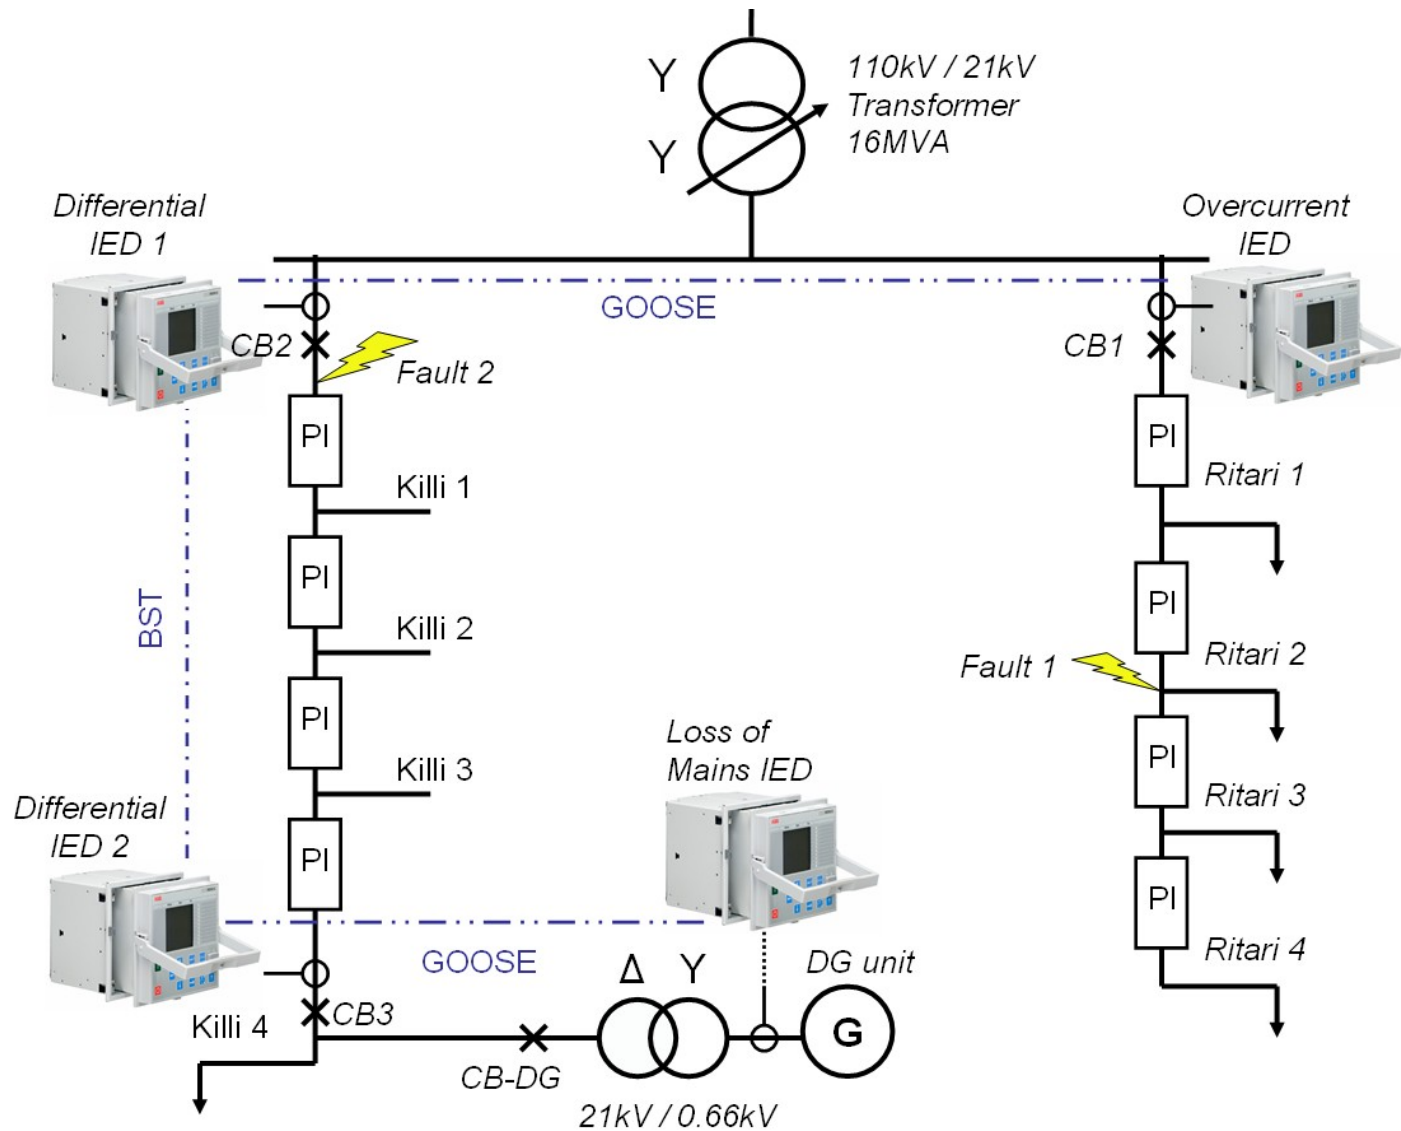 Y
Y
110kV / 21kV
Transformer
16MVA
Differential
IED 1
Overcurrent
IED
GOOSE
CB2
Fault 2
CB1
PI
Killi 1
PI
Ritari 1
BST
PI
Killi 2
PI
Ritari 2
Fault 1
PI
Killi 3
PI
Ritari 3
Loss of
Mains IED
Differential
IED 2
PI
PI
Ritari 4
GOOSE
Δ
Y
DG unit
Killi 4
CB3
G
CB-DG
21kV / 0.66kV